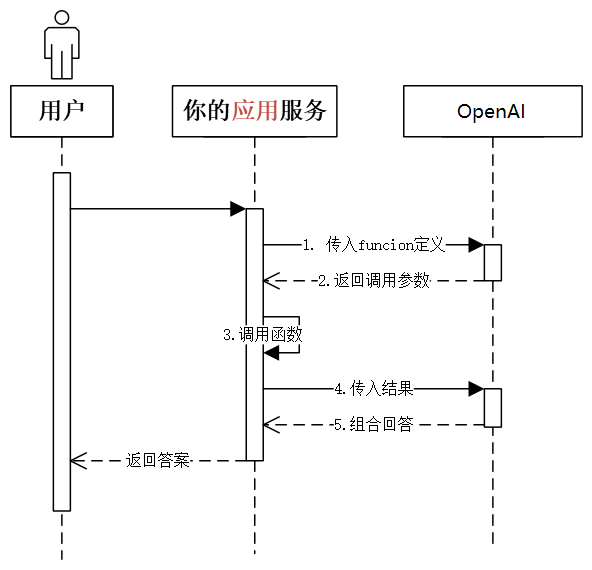 用户
你的应用服务
OpenAI
1. 传入funcion定义
2.返回调用参数
3.调用函数
4.传入结果
5.组合回答
返回答案